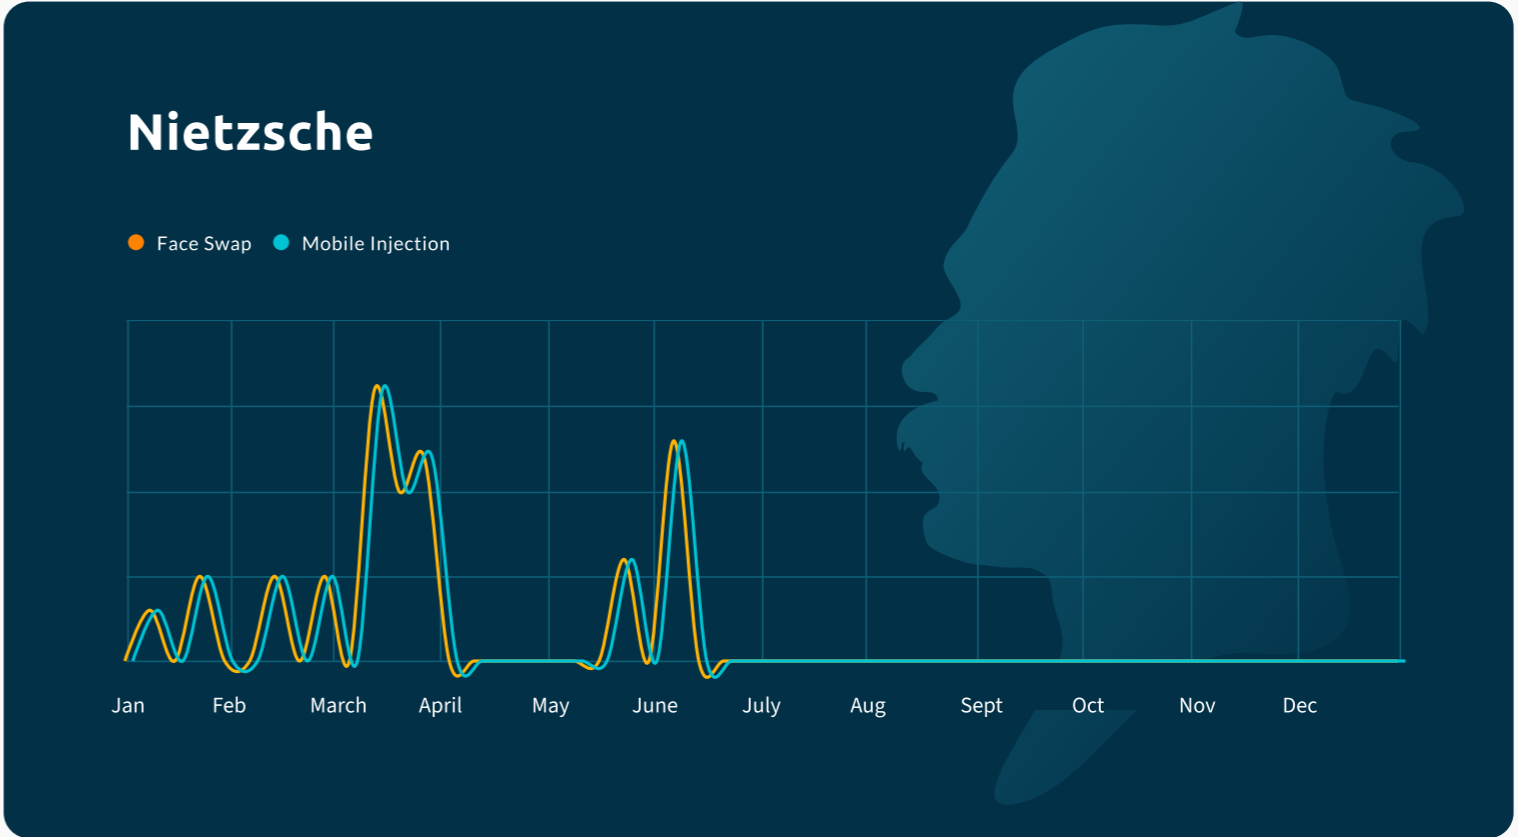 Nietzsche
Face Swap Mobile Injection
Jan Feb March April May June July Aug Sept Oct Nov Dec